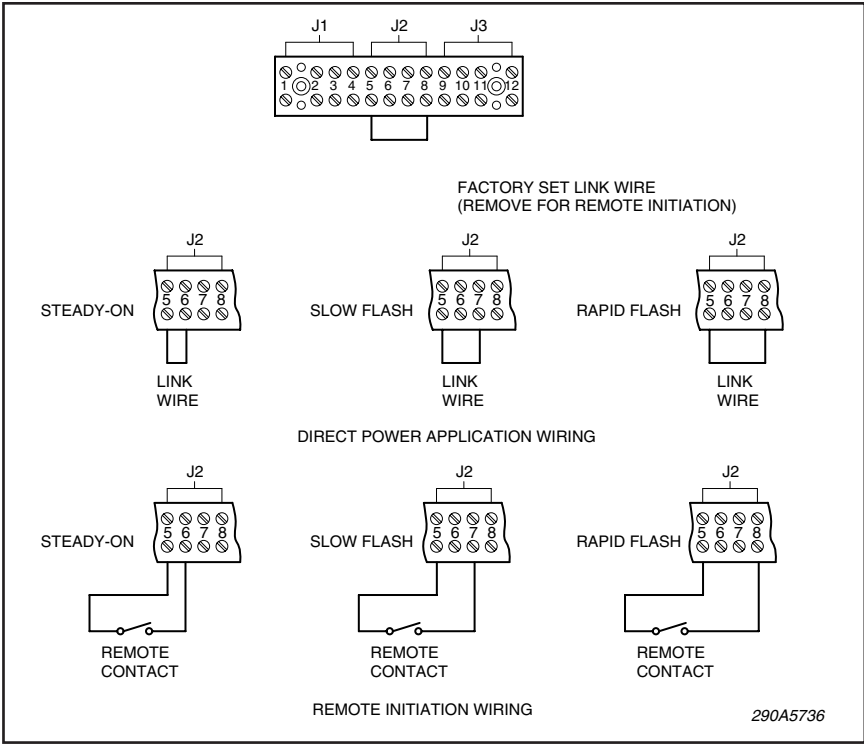 J1 J2 J3
1 2 3 4 5 6 7 8 9 10 11 12
FACTORY SET LINK WIRE
(REMOVE FOR REMOTE INITIATION)
J2 J2 J2
STEADY-ON 5 6 7 8 SLOW FLASH 5 6 7 8 RAPID FLASH 5 6 7 8
LINK LINK LINK
WIRE WIRE WIRE
DIRECT POWER APPLICATION WIRING
J2 J2 J2
STEADY-ON 5 6 7 8 SLOW FLASH 5 6 7 8 RAPID FLASH 5 6 7 8
REMOTE REMOTE REMOTE
CONTACT CONTACT CONTACT
REMOTE INITIATION WIRING
290A5736